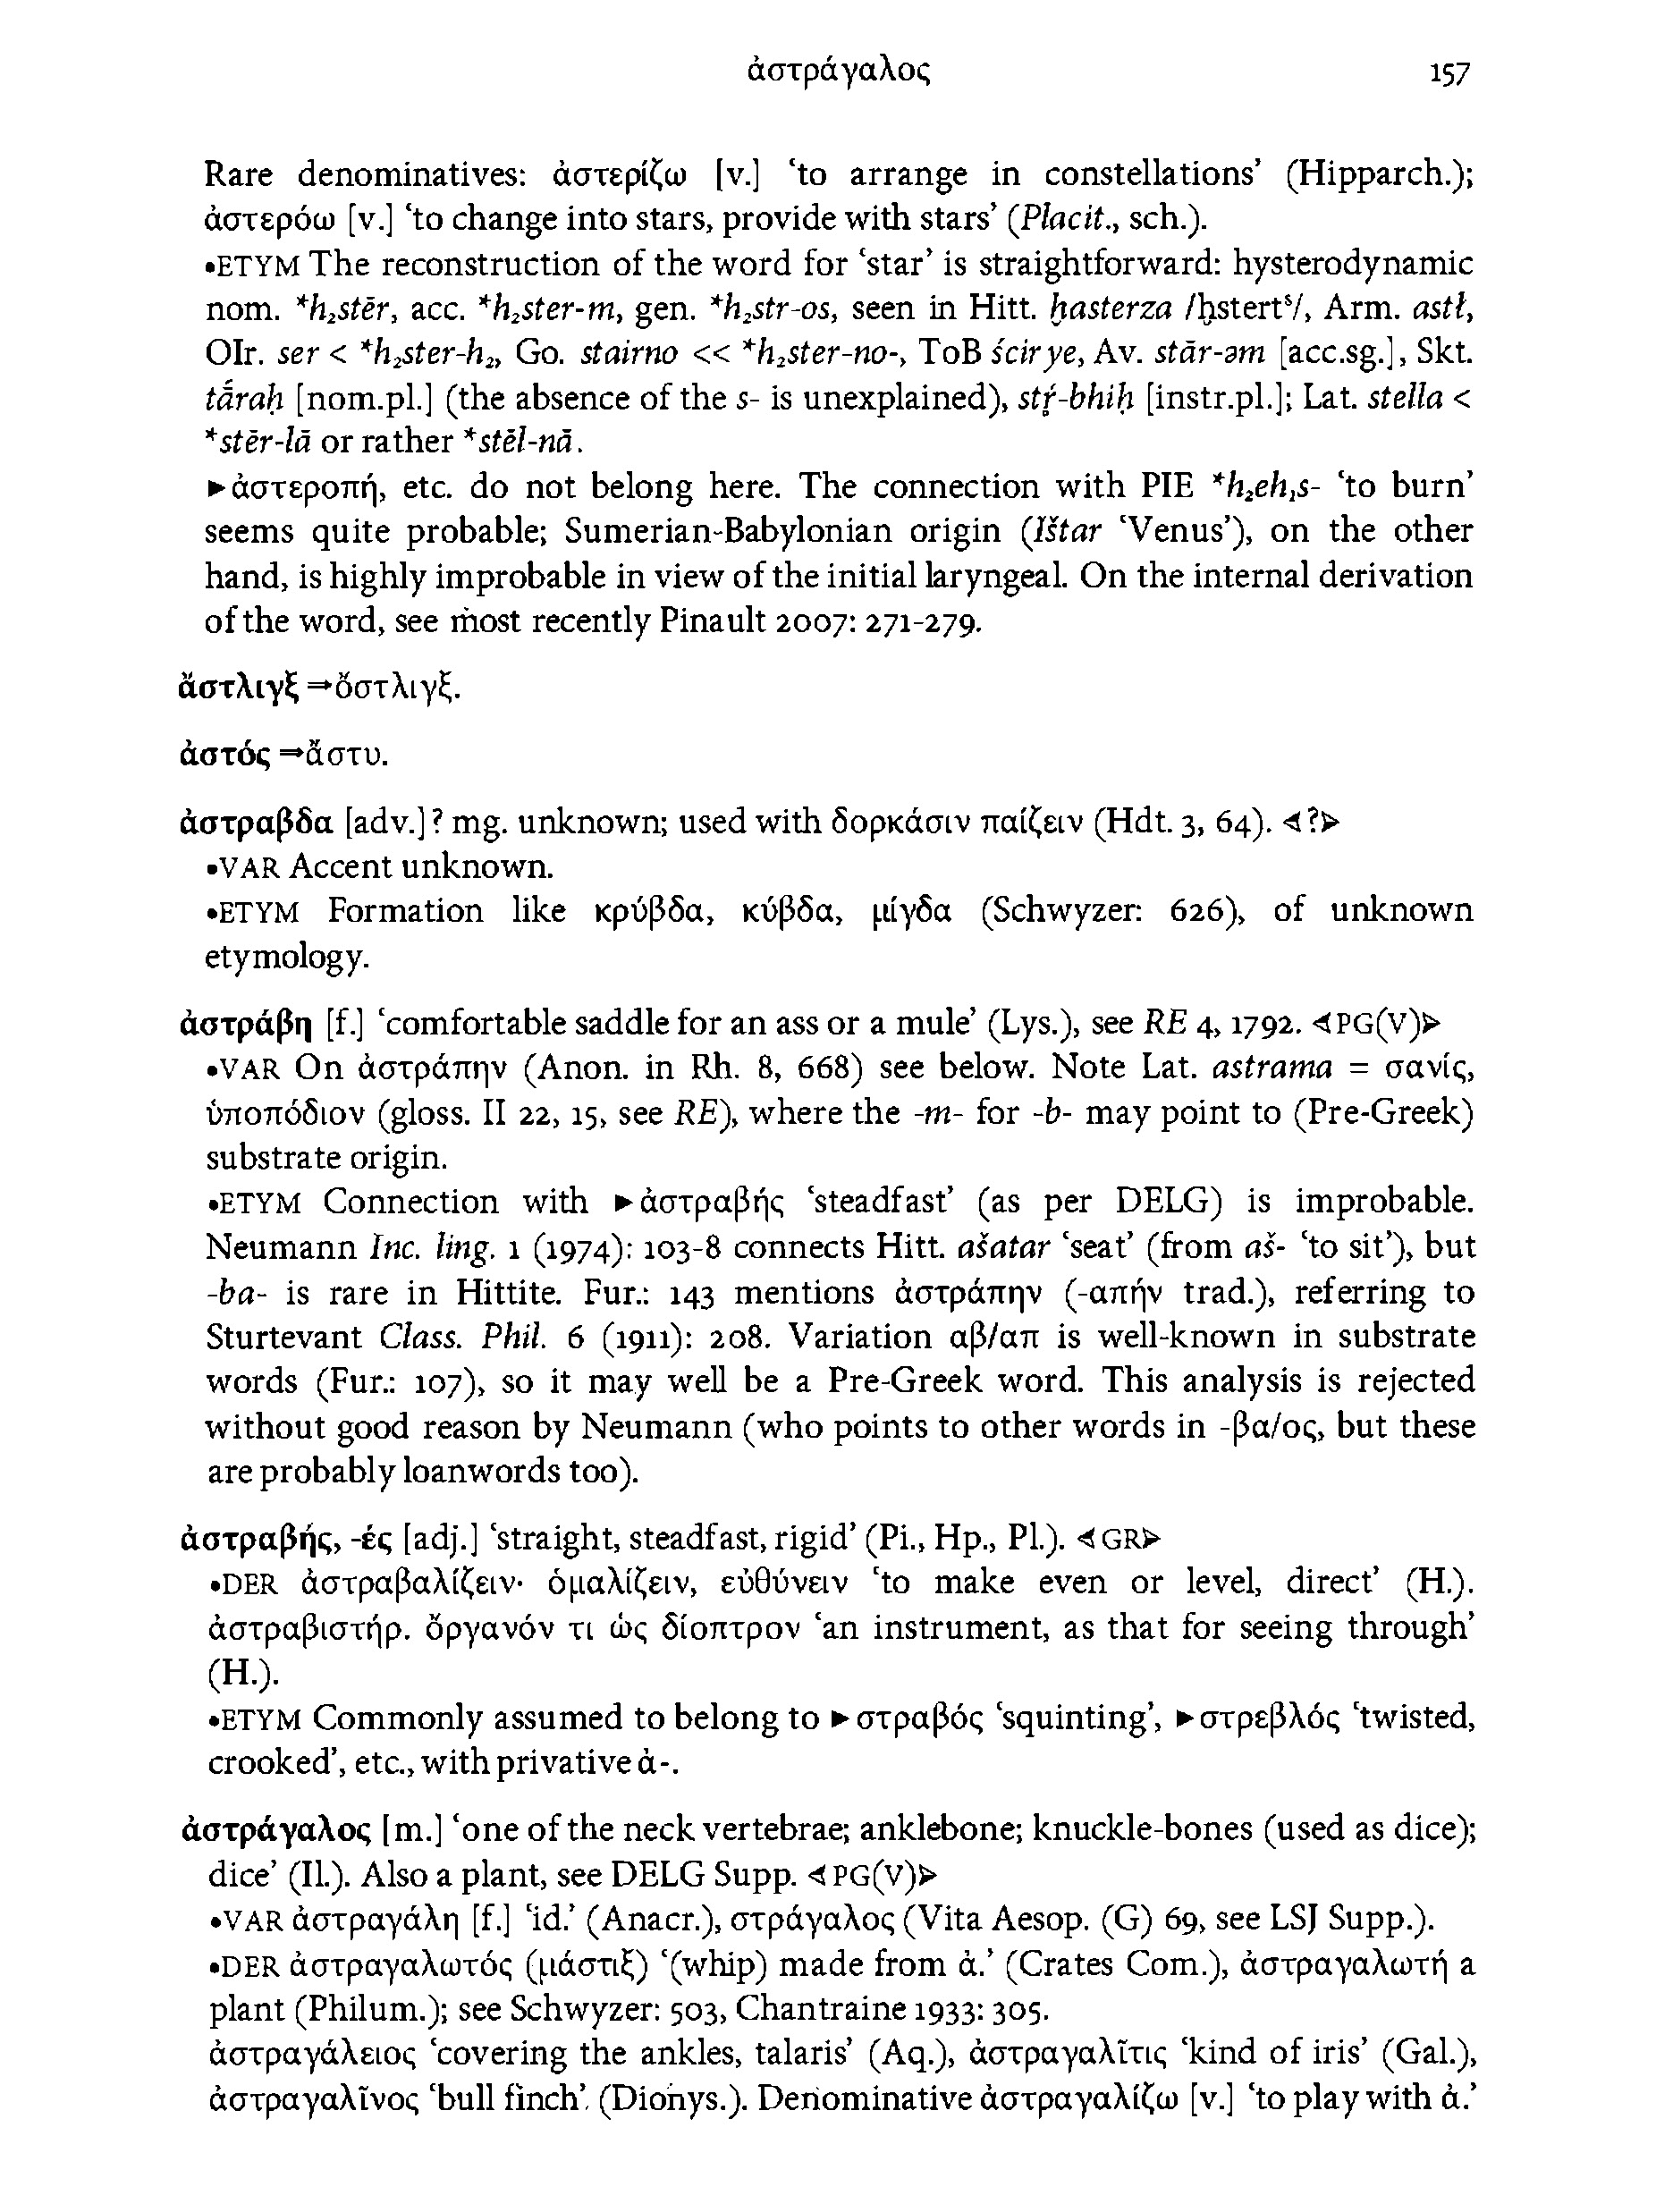 ἀστράγαλος 157
Rare denominatives: ἀστερίζω [v.] ‘to arrange in constellations’ (Hipparch.);
ἀστερόω [v.] ‘to change into stars, provide with stars’ (Placit., sch.).
•ETYM The reconstruction of the word for ‘star’ is straightforward: hysterodynamic
nom. *h₂stēr, acc. *h₂ster-m, gen. *h₂str-os, seen in Hitt. ḫasterza /ḫstertˢ/, Arm. astł,
OIr. ser < *h₂ster-h₂, Go. stairno << *h₂ster-no-, ToB ścirye, Av. stār-əm [acc.sg.], Skt.
tā́raḥ [nom.pl.] (the absence of the s- is unexplained), stŕ̥-bhiḥ [instr.pl.]; Lat. stella <
*stēr-lā or rather *stēl-nā.
►ἀστεροπή, etc. do not belong here. The connection with PIE *h₂eh₁s- ‘to burn’
seems quite probable; Sumerian-Babylonian origin (Ištar ‘Venus’), on the other
hand, is highly improbable in view of the initial laryngeal. On the internal derivation
of the word, see most recently Pinault 2007: 271-279.
ἄστλιγξ ⇒ὄστλιγξ.
ἀστός ⇒ἄστυ.
ἀστραβδα [adv.] ? mg. unknown; used with δορκάσιν παίζειν (Hdt. 3, 64). ◄?►
•VAR Accent unknown.
•ETYM Formation like κρύβδα, κύβδα, μίγδα (Schwyzer: 626), of unknown
etymology.
ἀστράβη [f.] ‘comfortable saddle for an ass or a mule’ (Lys.), see RE 4, 1792. ◄PG(V)►
•VAR On ἀστράπην (Anon. in Rh. 8, 668) see below. Note Lat. astrama = σανίς,
ὑποπόδιον (gloss. II 22, 15, see RE), where the -m- for -b- may point to (Pre-Greek)
substrate origin.
•ETYM Connection with ►ἀστραβής ‘steadfast’ (as per DELG) is improbable.
Neumann Inc. ling. 1 (1974): 103-8 connects Hitt. ašatar ‘seat’ (from aš- ‘to sit’), but
-ba- is rare in Hittite. Fur.: 143 mentions ἀστράπην (-απήν trad.), referring to
Sturtevant Class. Phil. 6 (1911): 208. Variation αβ/απ is well-known in substrate
words (Fur.: 107), so it may well be a Pre-Greek word. This analysis is rejected
without good reason by Neumann (who points to other words in -βα/ος, but these
are probably loanwords too).
ἀστραβής, -ές [adj.] ‘straight, steadfast, rigid’ (Pi., Hp., Pl.). ◄GR►
•DER ἀστραβαλίζειν· ὁμαλίζειν, εὐθύνειν ‘to make even or level, direct’ (H.).
ἀστραβιστήρ. ὄργανόν τι ὡς δίοπτρον ‘an instrument, as that for seeing through’
(H.).
•ETYM Commonly assumed to belong to ►στραβός ‘squinting’, ►στρεβλός ‘twisted,
crooked’, etc., with privative ἀ-.
ἀστράγαλος [m.] ‘one of the neck vertebrae; anklebone; knuckle-bones (used as dice);
dice’ (Il.). Also a plant, see DELG Supp. ◄PG(V)►
•VAR ἀστραγάλη [f.] ‘id.’ (Anacr.), στράγαλος (Vita Aesop. (G) 69, see LSJ Supp.).
•DER ἀστραγαλωτός (μάστιξ) ‘(whip) made from ἀ.’ (Crates Com.), ἀστραγαλωτή a
plant (Philum.); see Schwyzer: 503, Chantraine 1933: 305.
ἀστραγάλειος ‘covering the ankles, talaris’ (Aq.), ἀστραγαλῖτις ‘kind of iris’ (Gal.),
ἀστραγαλῖνος ‘bull finch’. (Dionys.). Denominative ἀστραγαλίζω [v.] ‘to play with ἀ.’